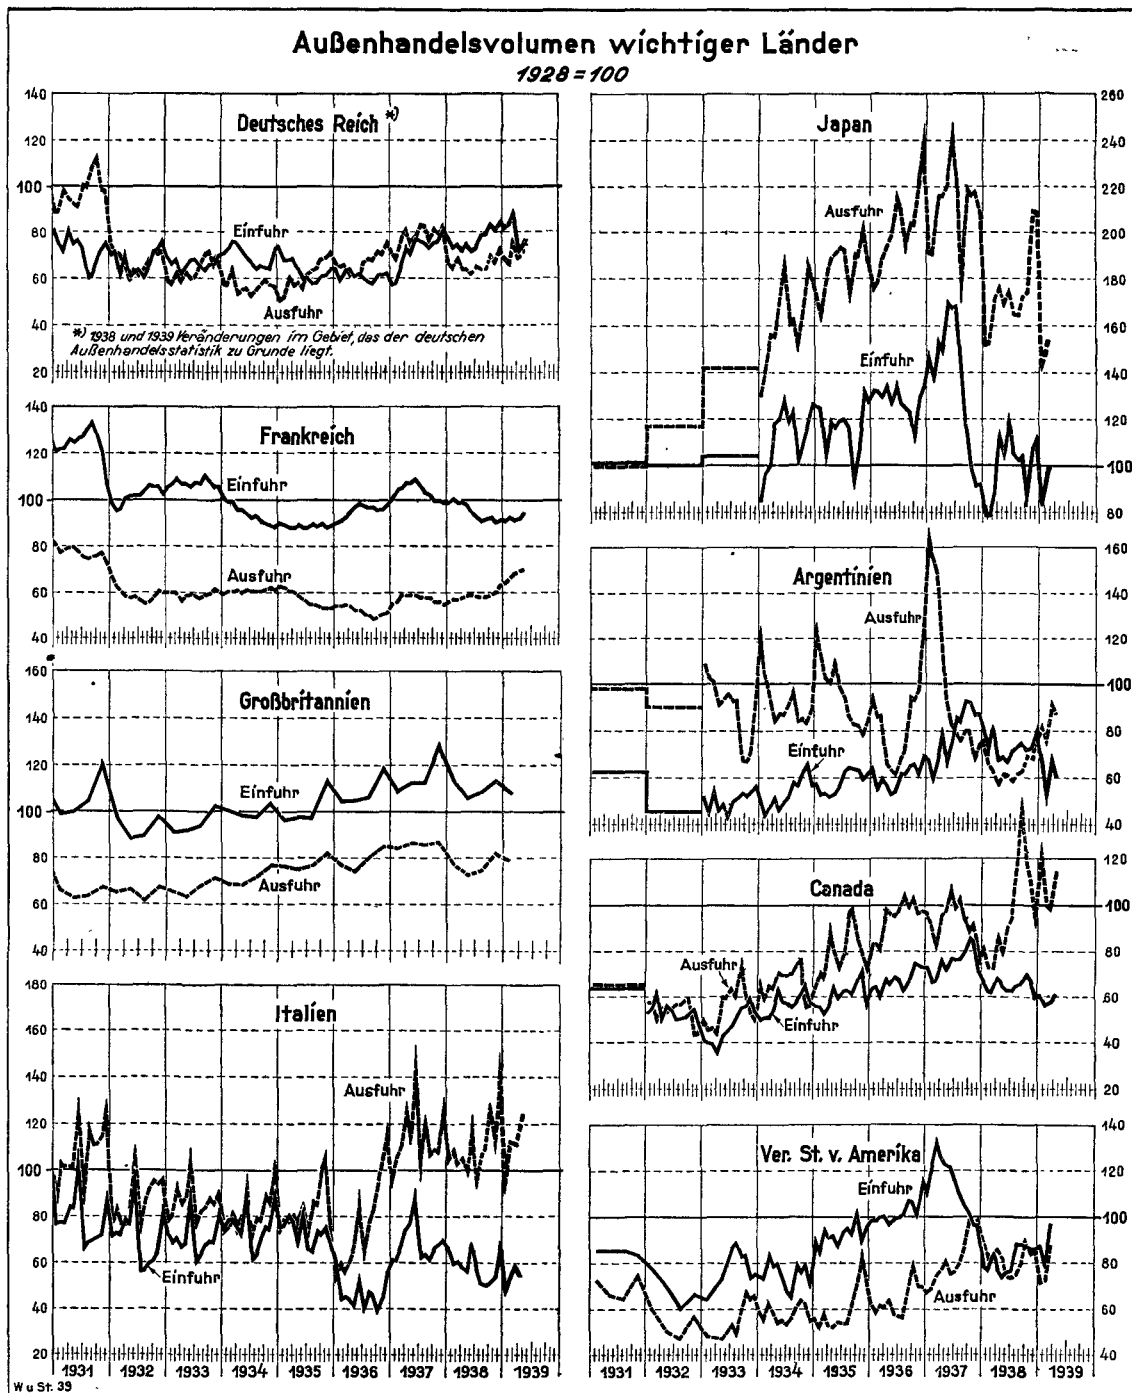 Außenhandelsvolumen wichtiger Länder
1928=100
140
120
100
80
60
40
20
Deutsches Reich *)
Einfuhr
Ausfuhr
*) 1938 und 1939 Veränderungen im Gebiet, das der deutschen
Außenhandelsstatistik zu Grunde liegt.
140
120
100
80
60
40
Frankreich
Einfuhr
Ausfuhr
160
140
120
100
80
60
40
Großbritannien
Einfuhr
Ausfuhr
180
160
140
120
100
80
60
40
20
Italien
Ausfuhr
Einfuhr
1931 1932 1933 1934 1935 1936 1937 1938 1939
W u St. 39
Japan
Ausfuhr
Einfuhr
260
240
220
200
180
160
140
120
100
80
Argentinien
Ausfuhr
Einfuhr
160
140
120
100
80
60
40
Canada
Ausfuhr
Einfuhr
120
100
80
60
40
20
Ver. St. v. Amerika
Einfuhr
Ausfuhr
140
120
100
80
60
40
1931 1932 1933 1934 1935 1936 1937 1938 1939